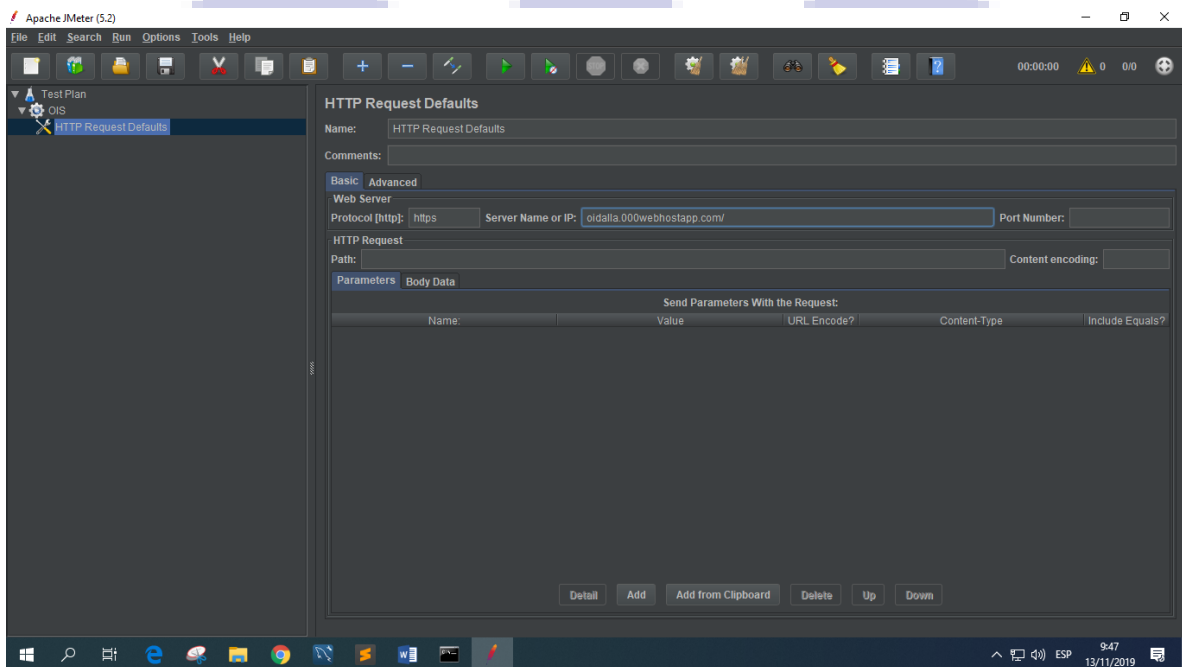 Apache JMeter (5.2)
File Edit Search Run Options Tools Help
00:00:00 0 0/0
Test Plan
OIS
HTTP Request Defaults
HTTP Request Defaults
Name: HTTP Request Defaults
Comments:
Basic Advanced
Web Server
Protocol [http]: https Server Name or IP: oidalla.000webhostapp.com/ Port Number:
HTTP Request
Path: Content encoding:
Parameters Body Data
Send Parameters With the Request:
Name: Value URL Encode? Content-Type Include Equals?
Detail Add Add from Clipboard Delete Up Down
ESP
9:47
13/11/2019